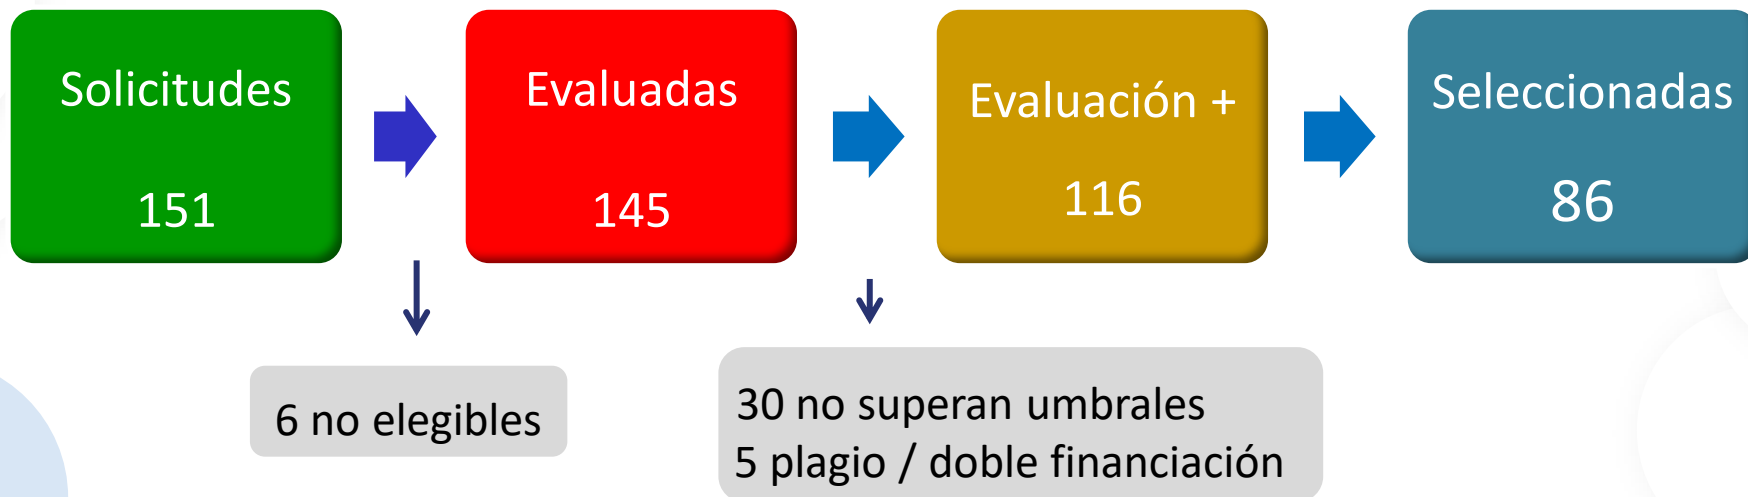 Solicitudes
151
Evaluadas
145
Evaluación +
116
Seleccionadas
86
6 no elegibles
30 no superan umbrales
5 plagio / doble financiación